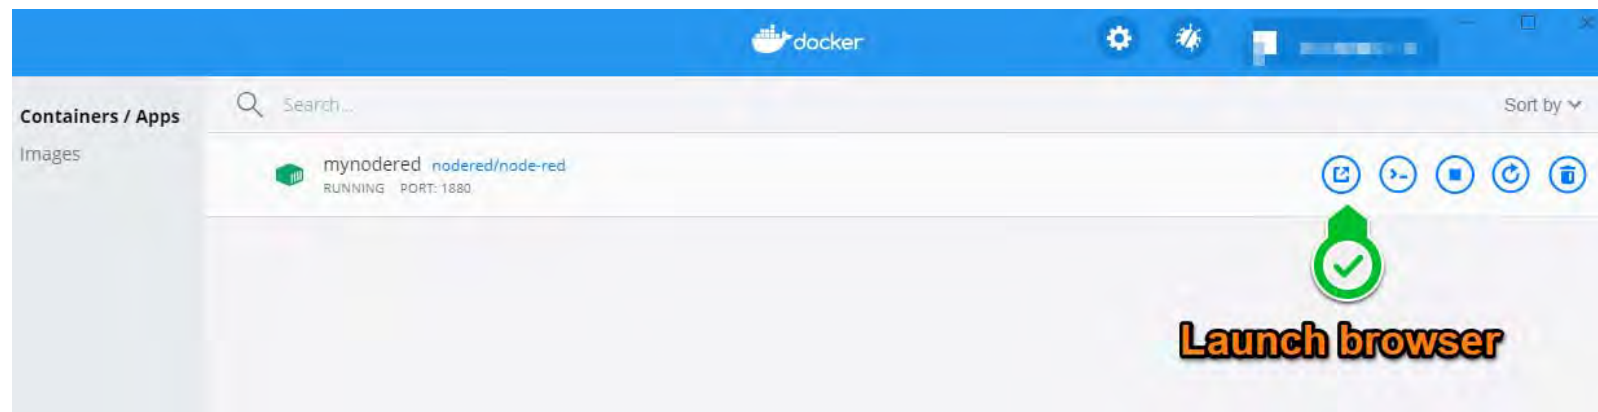 docker
Containers / Apps
Search...
Sort by
Images
mynodered nodered/node-red
RUNNING PORT: 1880
Launch browser